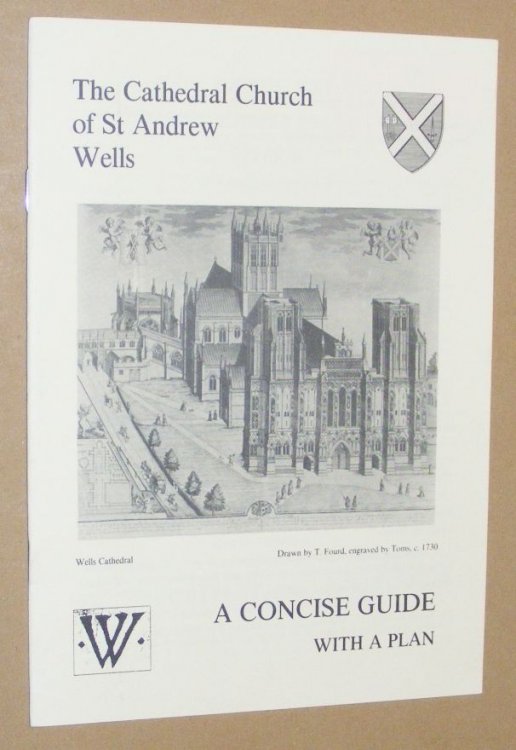 The Cathedral Church
of St Andrew
Wells
Wells Cathedral
Drawn by T. Fourd, engraved by Toms, c. 1730
·W·
A CONCISE GUIDE
WITH A PLAN